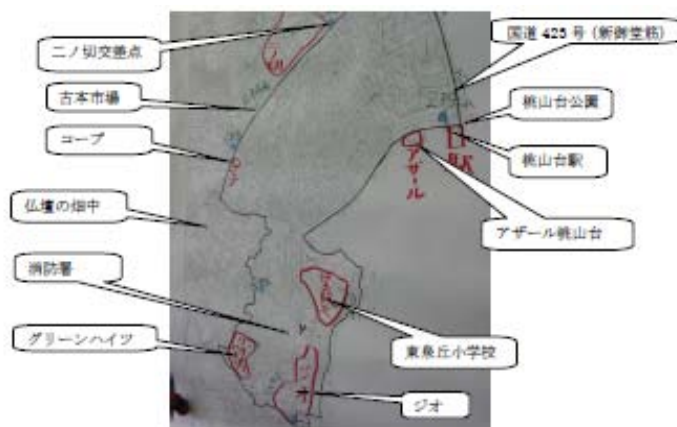 二ノ切交差点
古本市場
コープ
仏壇の畑中
消防署
グリーンハイツ
国道423号（新御堂筋）
桃山台公園
桃山台駅
アザール桃山台
東泉丘小学校
ジオ
アザール